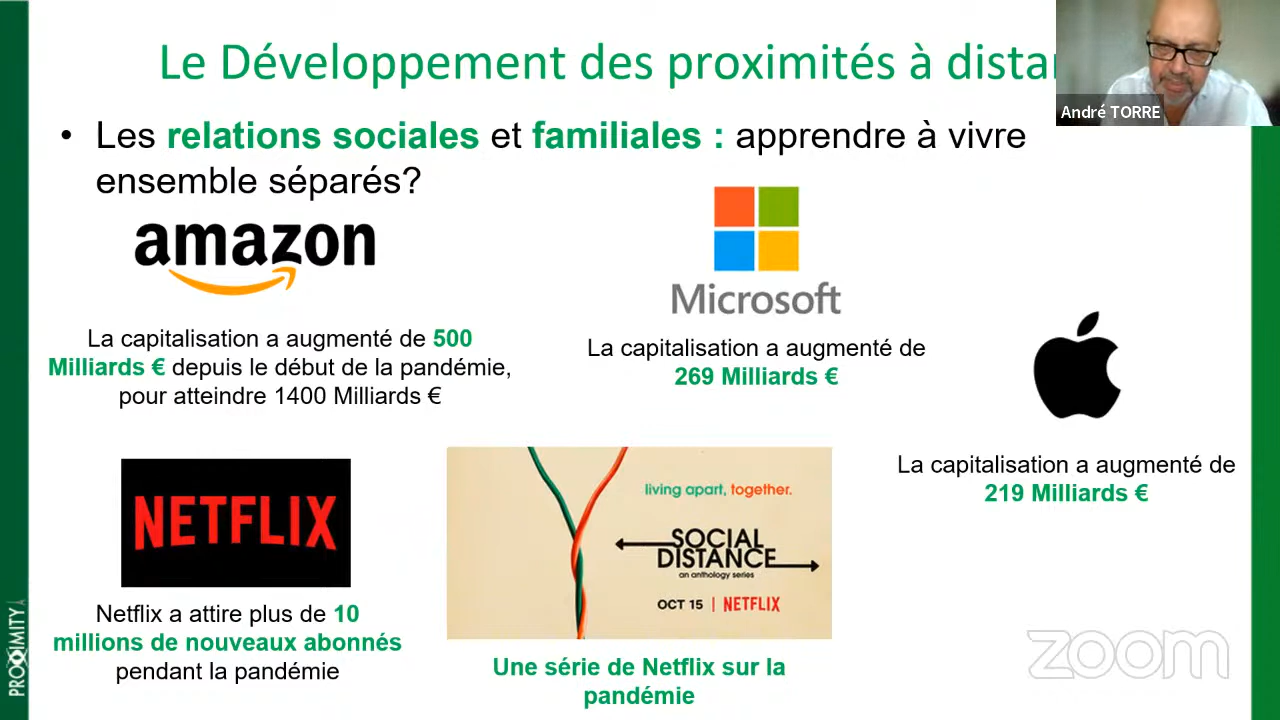 Le Développement des proximités à distan
André TORRE
• Les relations sociales et familiales : apprendre à vivre
ensemble séparés?
amazon
Microsoft
La capitalisation a augmenté de 500
Milliards € depuis le début de la pandémie,
pour atteindre 1400 Milliards €
La capitalisation a augmenté de
269 Milliards €
La capitalisation a augmenté de
219 Milliards €
NETFLIX
Netflix a attire plus de 10
millions de nouveaux abonnés
pendant la pandémie
living apart, together.
SOCIAL
DISTANCE
an anthology series
OCT 15 | NETFLIX
Une série de Netflix sur la
pandémie
PROXIMITY
zoom